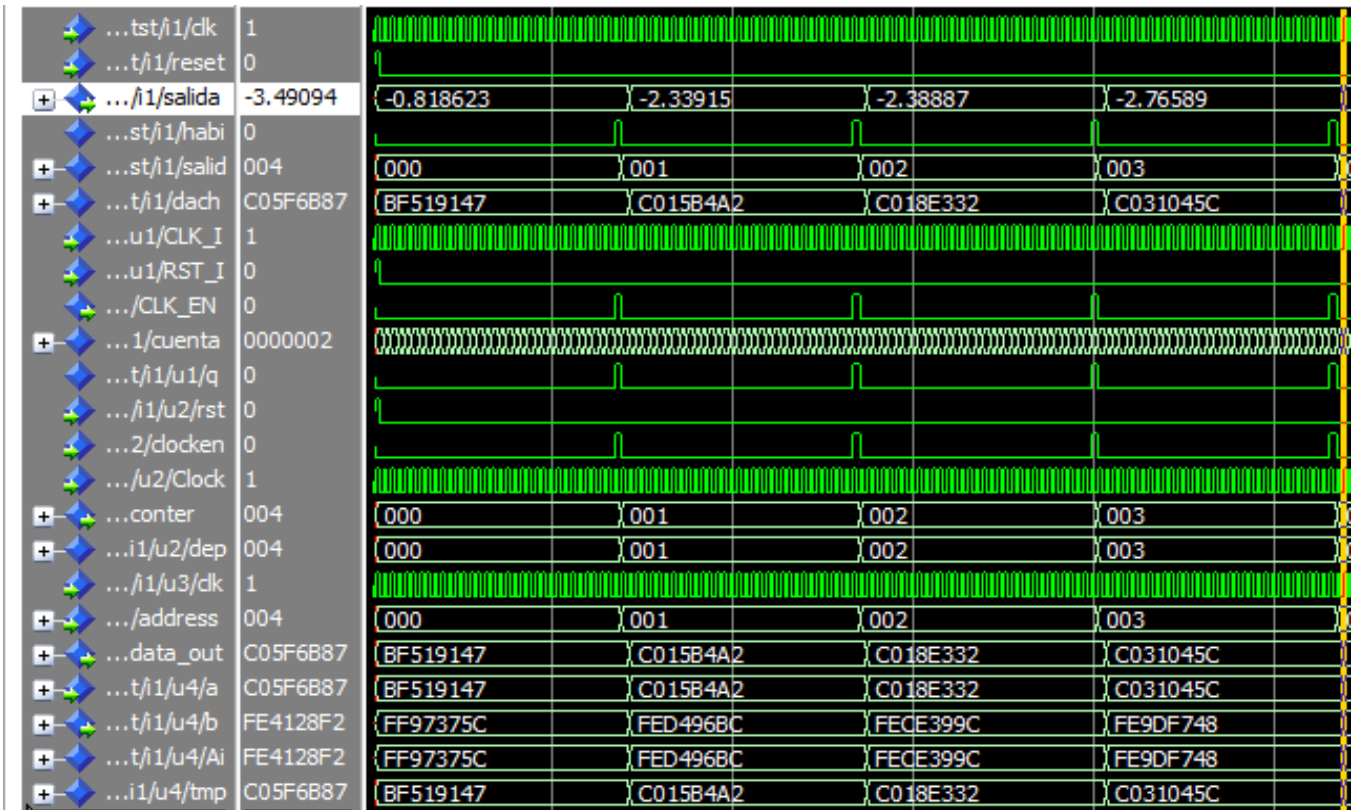 ...tst/i1/clk 1
...t/i1/reset 0
.../i1/salida -3.49094 -0.818623 -2.33915 -2.38887 -2.76589
...st/i1/habi 0
...st/i1/salid 004 000 001 002 003
...t/i1/dach C05F6B87 BF519147 C015B4A2 C018E332 C031045C
...u1/CLK_I 1
...u1/RST_I 0
.../CLK_EN 0
...1/cuenta 0000002
...t/i1/u1/q 0
.../i1/u2/rst 0
...2/clocken 0
.../u2/Clock 1
...conter 004 000 001 002 003
...i1/u2/dep 004 000 001 002 003
.../i1/u3/clk 1
.../address 004 000 001 002 003
...data_out C05F6B87 BF519147 C015B4A2 C018E332 C031045C
...t/i1/u4/a C05F6B87 BF519147 C015B4A2 C018E332 C031045C
...t/i1/u4/b FE4128F2 FF97375C FED496BC FECE399C FE9DF748
...t/i1/u4/Ai FE4128F2 FF97375C FED496BC FECE399C FE9DF748
...i1/u4/tmp C05F6B87 BF519147 C015B4A2 C018E332 C031045C